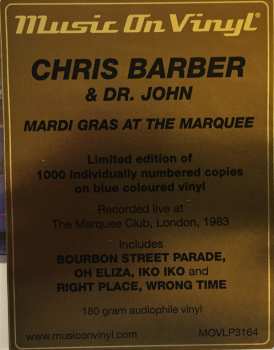 Music On Vinyl®
CHRIS BARBER
& DR. JOHN
MARDI GRAS AT THE MARQUEE
Limited edition of
1000 individually numbered copies
on blue coloured vinyl
Recorded live at
The Marquee Club, London, 1983
Includes
BOURBON STREET PARADE,
OH ELIZA, IKO IKO and
RIGHT PLACE, WRONG TIME
180 gram audiophile vinyl
www.musiconvinyl.com MOVLP3164